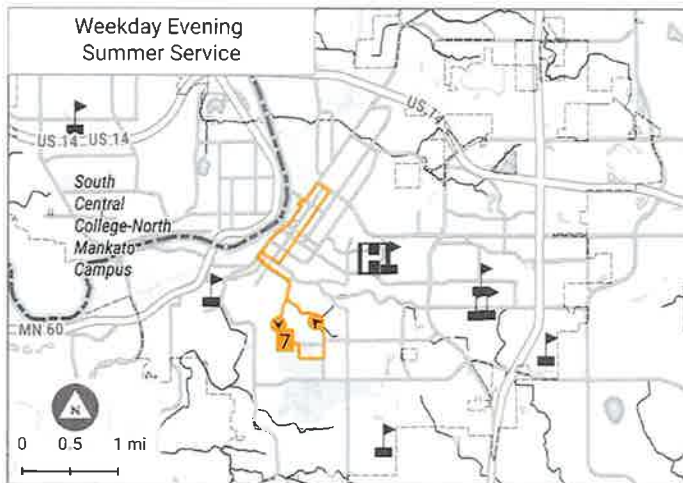 Weekday Evening
Summer Service
US 14
US 14 US 14
South
Central
College-North
Mankato
Campus
H
MN 60
7
N
0 0.5 1 mi